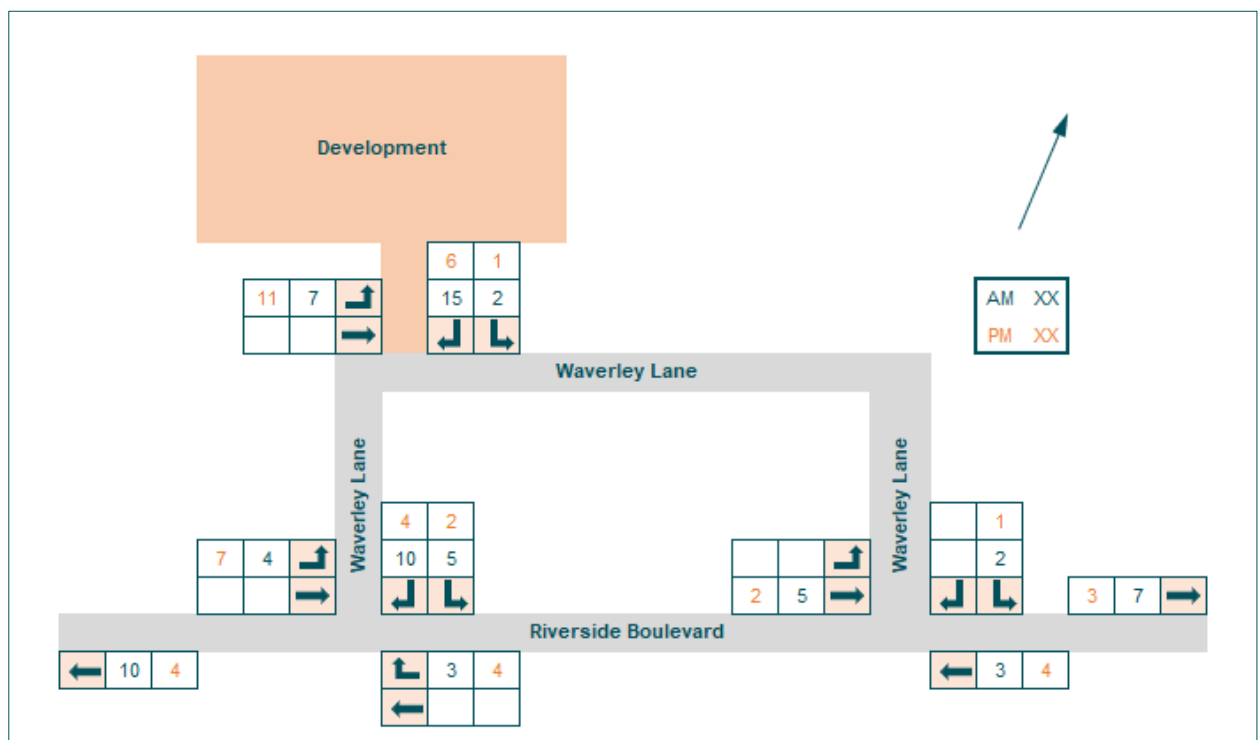 Development
6 1
11 7
15 2
AM XX
PM XX
Waverley Lane
Waverley Lane
Waverley Lane
4 2
1
7 4
10 5
2
2 5
3 7
Riverside Boulevard
10 4
3 4
3 4